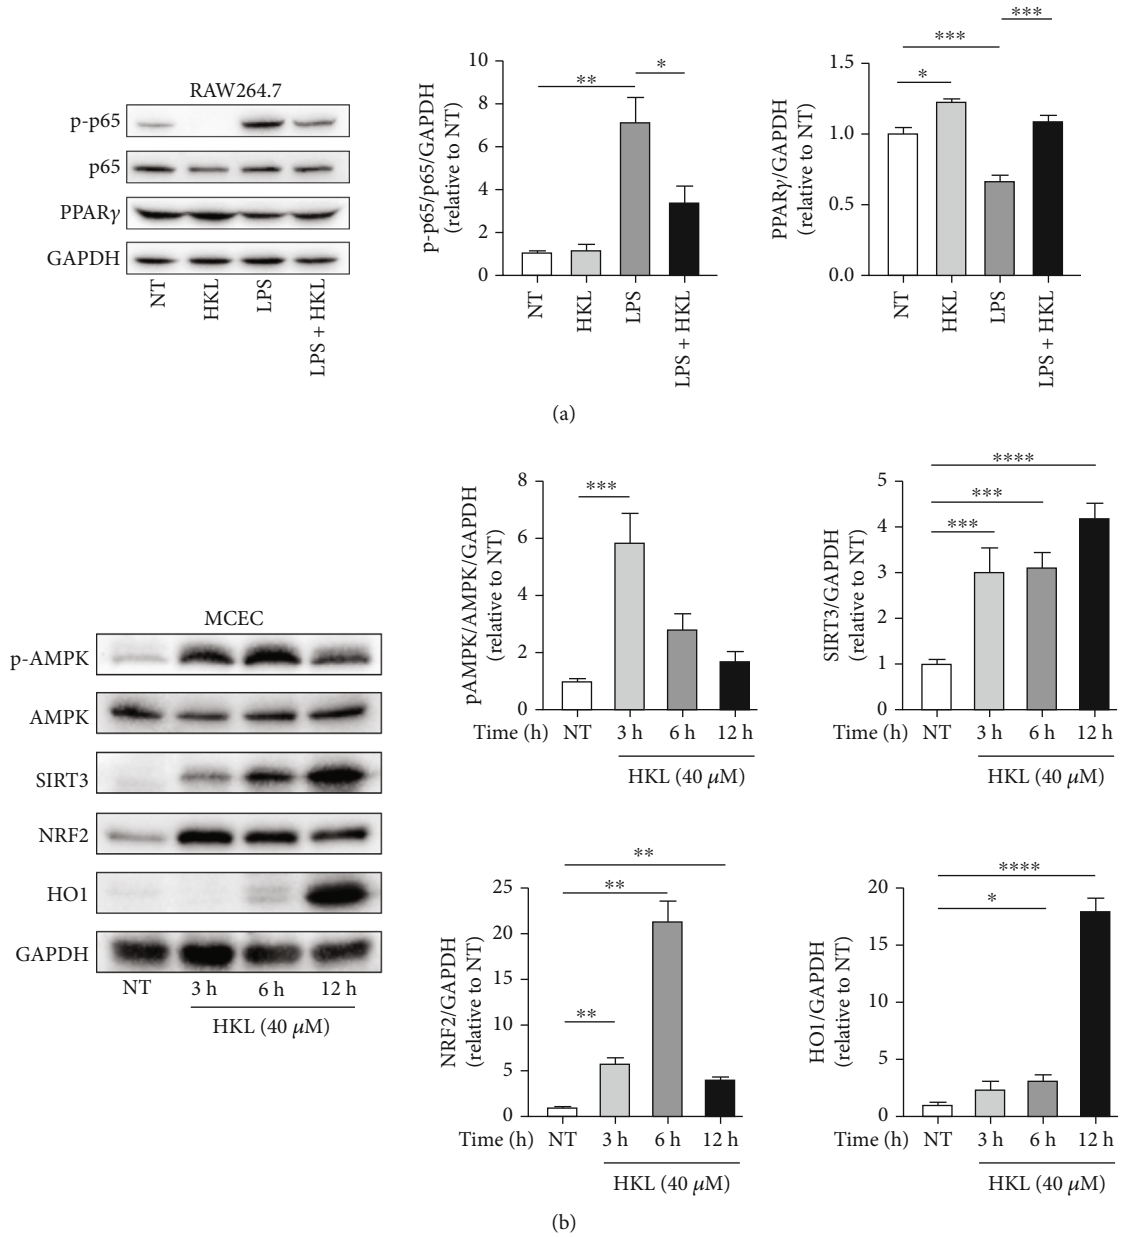 RAW264.7
p-p65
p65
PPARγ
GAPDH
NT
HKL
LPS
LPS + HKL
p-p65/p65/GAPDH
(relative to NT)
10
8
6
4
2
0
**
*
NT
HKL
LPS
LPS + HKL
PPARγ/GAPDH
(relative to NT)
1.5
1.0
0.5
0.0
*
***
***
NT
HKL
LPS
LPS + HKL
(a)
MCEC
p-AMPK
AMPK
SIRT3
NRF2
HO1
GAPDH
NT 3 h 6 h 12 h
HKL (40 μM)
pAMPK/AMPK/GAPDH
(relative to NT)
8
6
4
2
0
***
Time (h) NT 3 h 6 h 12 h
HKL (40 μM)
SIRT3/GAPDH
(relative to NT)
5
4
3
2
1
0
****
***
***
Time (h) NT 3 h 6 h 12 h
HKL (40 μM)
NRF2/GAPDH
(relative to NT)
25
20
15
10
5
0
**
**
**
Time (h) NT 3 h 6 h 12 h
HKL (40 μM)
HO1/GAPDH
(relative to NT)
20
15
10
5
0
****
*
Time (h) NT 3 h 6 h 12 h
HKL (40 μM)
(b)